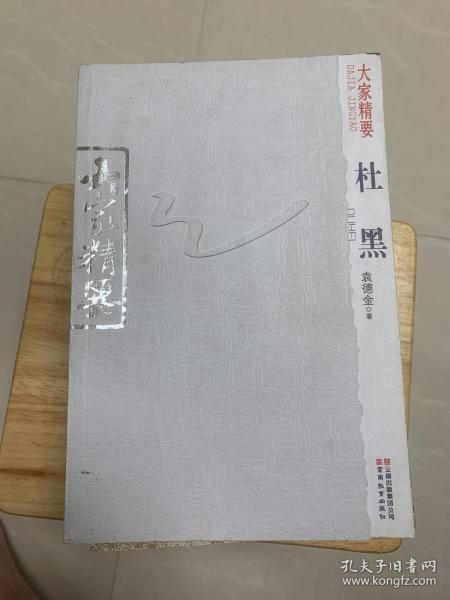 大家精要
DAJIA JINGYAO
杜黑
DUHEI
袁德金◎著
大家精要
云南出版集团公司
云南教育出版社
孔夫子旧书网
www.kongfz.com